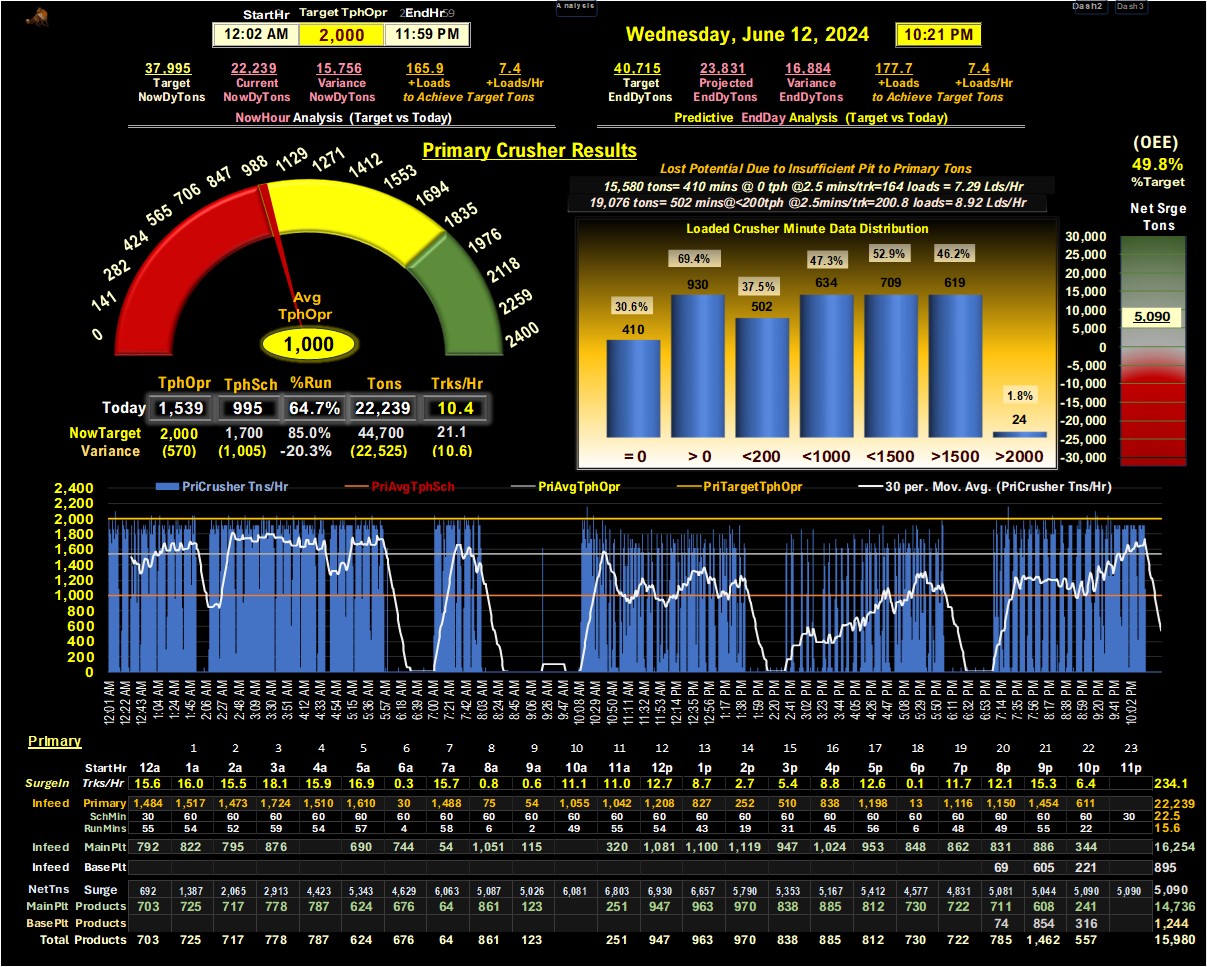 Analysis Dash2 Dash3
StartHr Target TphOpr EndHr
12:02 AM 2,000 11:59 PM
Wednesday, June 12, 2024 10:21 PM
37,995 22,239 15,756 165.9 7.4
Target Current Variance +Loads +Loads/Hr
NowDyTons NowDyTons NowDyTons to Achieve Target Tons
NowHour Analysis (Target vs Today)
40,715 23,831 16,884 177.7 7.4
Target Projected Variance +Loads +Loads/Hr
EndDyTons EndDyTons EndDyTons to Achieve Target Tons
Predictive EndDay Analysis (Target vs Today)
Primary Crusher Results
0 141 282 424 565 706 847 988 1129 1271 1412 1553 1694 1835 1976 2118 2259 2400
Avg
TphOpr
1,000
TphOpr TphSch %Run Tons Trks/Hr
Today 1,539 995 64.7% 22,239 10.4
NowTarget 2,000 1,700 85.0% 44,700 21.1
Variance (570) (1,005) -20.3% (22,525) (10.6)
Lost Potential Due to Insufficient Pit to Primary Tons
15,580 tons= 410 mins @ 0 tph @2.5 mins/trk=164 loads = 7.29 Lds/Hr
19,076 tons= 502 mins@<200tph @2.5mins/trk=200.8 loads= 8.92 Lds/Hr
Loaded Crusher Minute Data Distribution
30.6% 69.4% 37.5% 47.3% 52.9% 46.2% 1.8%
410 930 502 634 709 619 24
= 0 > 0 <200 <1000 <1500 >1500 >2000
(OEE)
49.8%
%Target
Net Srge
Tons
30,000
25,000
20,000
15,000
10,000
5,090
5,000
0
-5,000
-10,000
-15,000
-20,000
-25,000
-30,000
PriCrusher Tns/Hr PriAvgTphSch PriAvgTphOpr PriTargetTphOpr 30 per. Mov. Avg. (PriCrusher Tns/Hr)
2,400
2,200
2,000
1,800
1,600
1,400
1,200
1,000
800
600
400
200
0
12:01 AM 12:22 AM 12:43 AM 1:04 AM 1:24 AM 1:45 AM 2:06 AM 2:27 AM 2:48 AM 3:09 AM 3:30 AM 3:51 AM 4:12 AM 4:33 AM 4:54 AM 5:15 AM 5:36 AM 5:57 AM 6:18 AM 6:39 AM 7:00 AM 7:21 AM 7:42 AM 8:03 AM 8:24 AM 8:45 AM 9:06 AM 9:26 AM 9:47 AM 10:08 AM 10:29 AM 10:50 AM 11:11 AM 11:32 AM 11:53 AM 12:14 PM 12:35 PM 12:56 PM 1:17 PM 1:38 PM 1:59 PM 2:20 PM 2:41 PM 3:02 PM 3:23 PM 3:44 PM 4:05 PM 4:26 PM 4:47 PM 5:08 PM 5:29 PM 5:50 PM 6:11 PM 6:32 PM 6:53 PM 7:14 PM 7:35 PM 7:56 PM 8:17 PM 8:38 PM 8:59 PM 9:20 PM 9:41 PM 10:02 PM
Primary
1 2 3 4 5 6 7 8 9 10 11 12 13 14 15 16 17 18 19 20 21 22 23
StartHr 12a 1a 2a 3a 4a 5a 6a 7a 8a 9a 10a 11a 12p 1p 2p 3p 4p 5p 6p 7p 8p 9p 10p 11p
SurgeIn Trks/Hr 15.6 16.0 15.5 18.1 15.9 16.9 0.3 15.7 0.8 0.6 11.1 11.0 12.7 8.7 2.7 5.4 8.8 12.6 0.1 11.7 12.1 15.3 6.4 234.1
Infeed Primary 1,484 1,517 1,473 1,724 1,510 1,610 30 1,488 75 54 1,055 1,042 1,208 827 252 510 838 1,198 13 1,116 1,150 1,454 611 22,239
SchMin 30 60 60 60 60 60 60 60 60 60 60 60 60 60 60 60 60 60 60 60 60 60 60 30 22.5
RunMins 55 54 52 59 54 57 4 58 6 2 49 55 54 43 19 31 45 56 6 48 49 55 22 15.6
Infeed MainPlt 792 822 795 876 690 744 54 1,051 115 320 1,081 1,100 1,119 947 1,024 953 848 862 831 886 344 16,254
Infeed BasePlt 69 605 221 895
NetTns Surge 692 1,387 2,065 2,913 4,423 5,343 4,629 6,063 5,087 5,026 6,081 6,803 6,930 6,657 5,790 5,353 5,167 5,412 4,577 4,831 5,081 5,044 5,090 5,090 5,090
MainPlt Products 703 725 717 778 787 624 676 64 861 123 251 947 963 970 838 885 812 730 722 711 608 241 14,736
BasePlt Products 74 854 316 1,244
Total Products 703 725 717 778 787 624 676 64 861 123 251 947 963 970 838 885 812 730 722 785 1,462 557 15,980